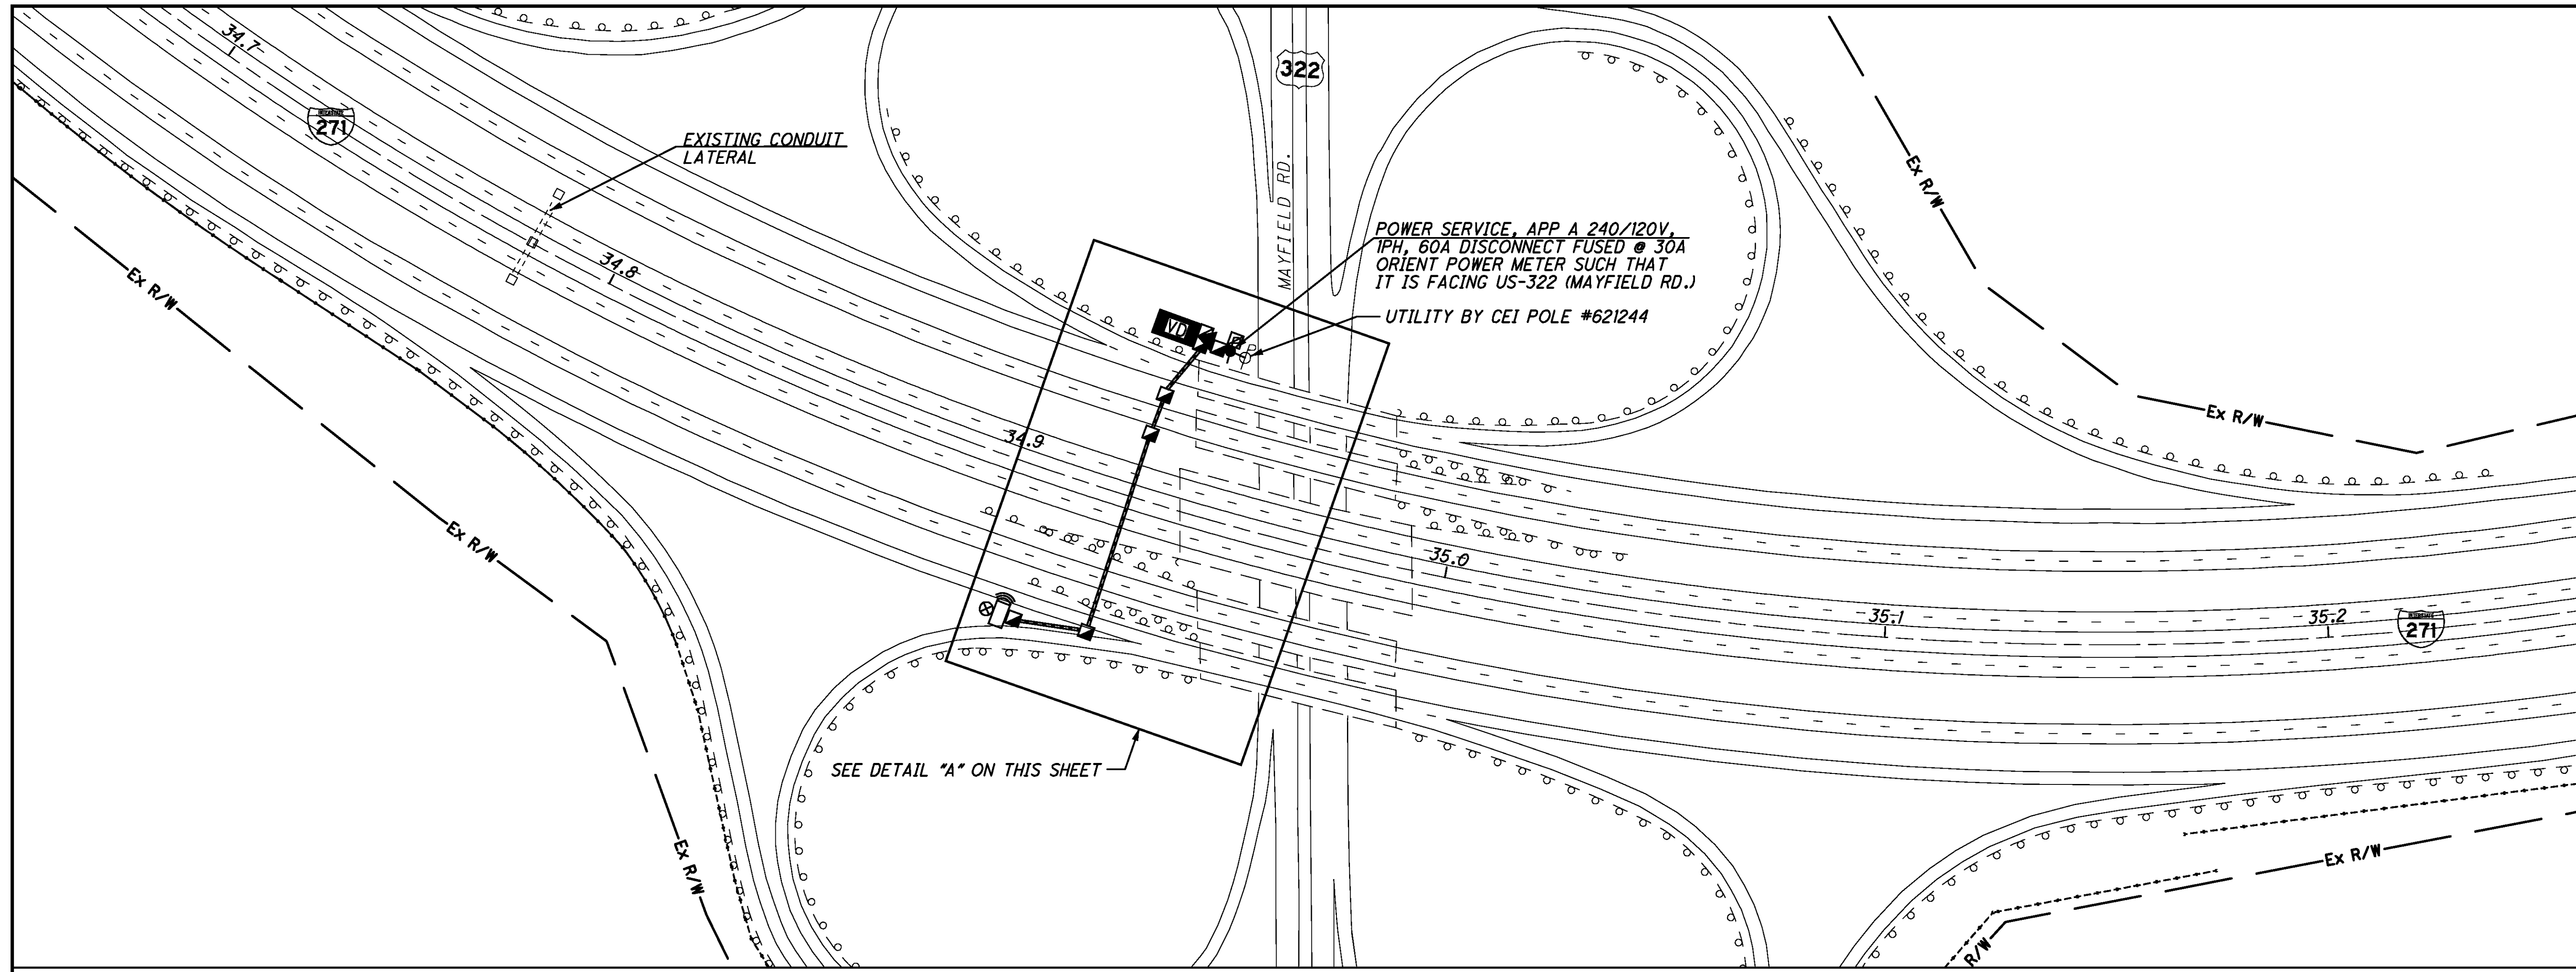 34.7
INTERSTATE
271
EXISTING CONDUIT
LATERAL
322
MAYFIELD RD.
Ex R/W
POWER SERVICE, APP A 240/120V,
1PH, 60A DISCONNECT FUSED @ 30A
ORIENT POWER METER SUCH THAT
IT IS FACING US-322 (MAYFIELD RD.)
UTILITY BY CEI POLE #621244
Ex R/W
34.8
VD
P
Ex R/W
34.9
Ex R/W
35.0
35.1
35.2
INTERSTATE
271
SEE DETAIL "A" ON THIS SHEET
Ex R/W
Ex R/W
R/W